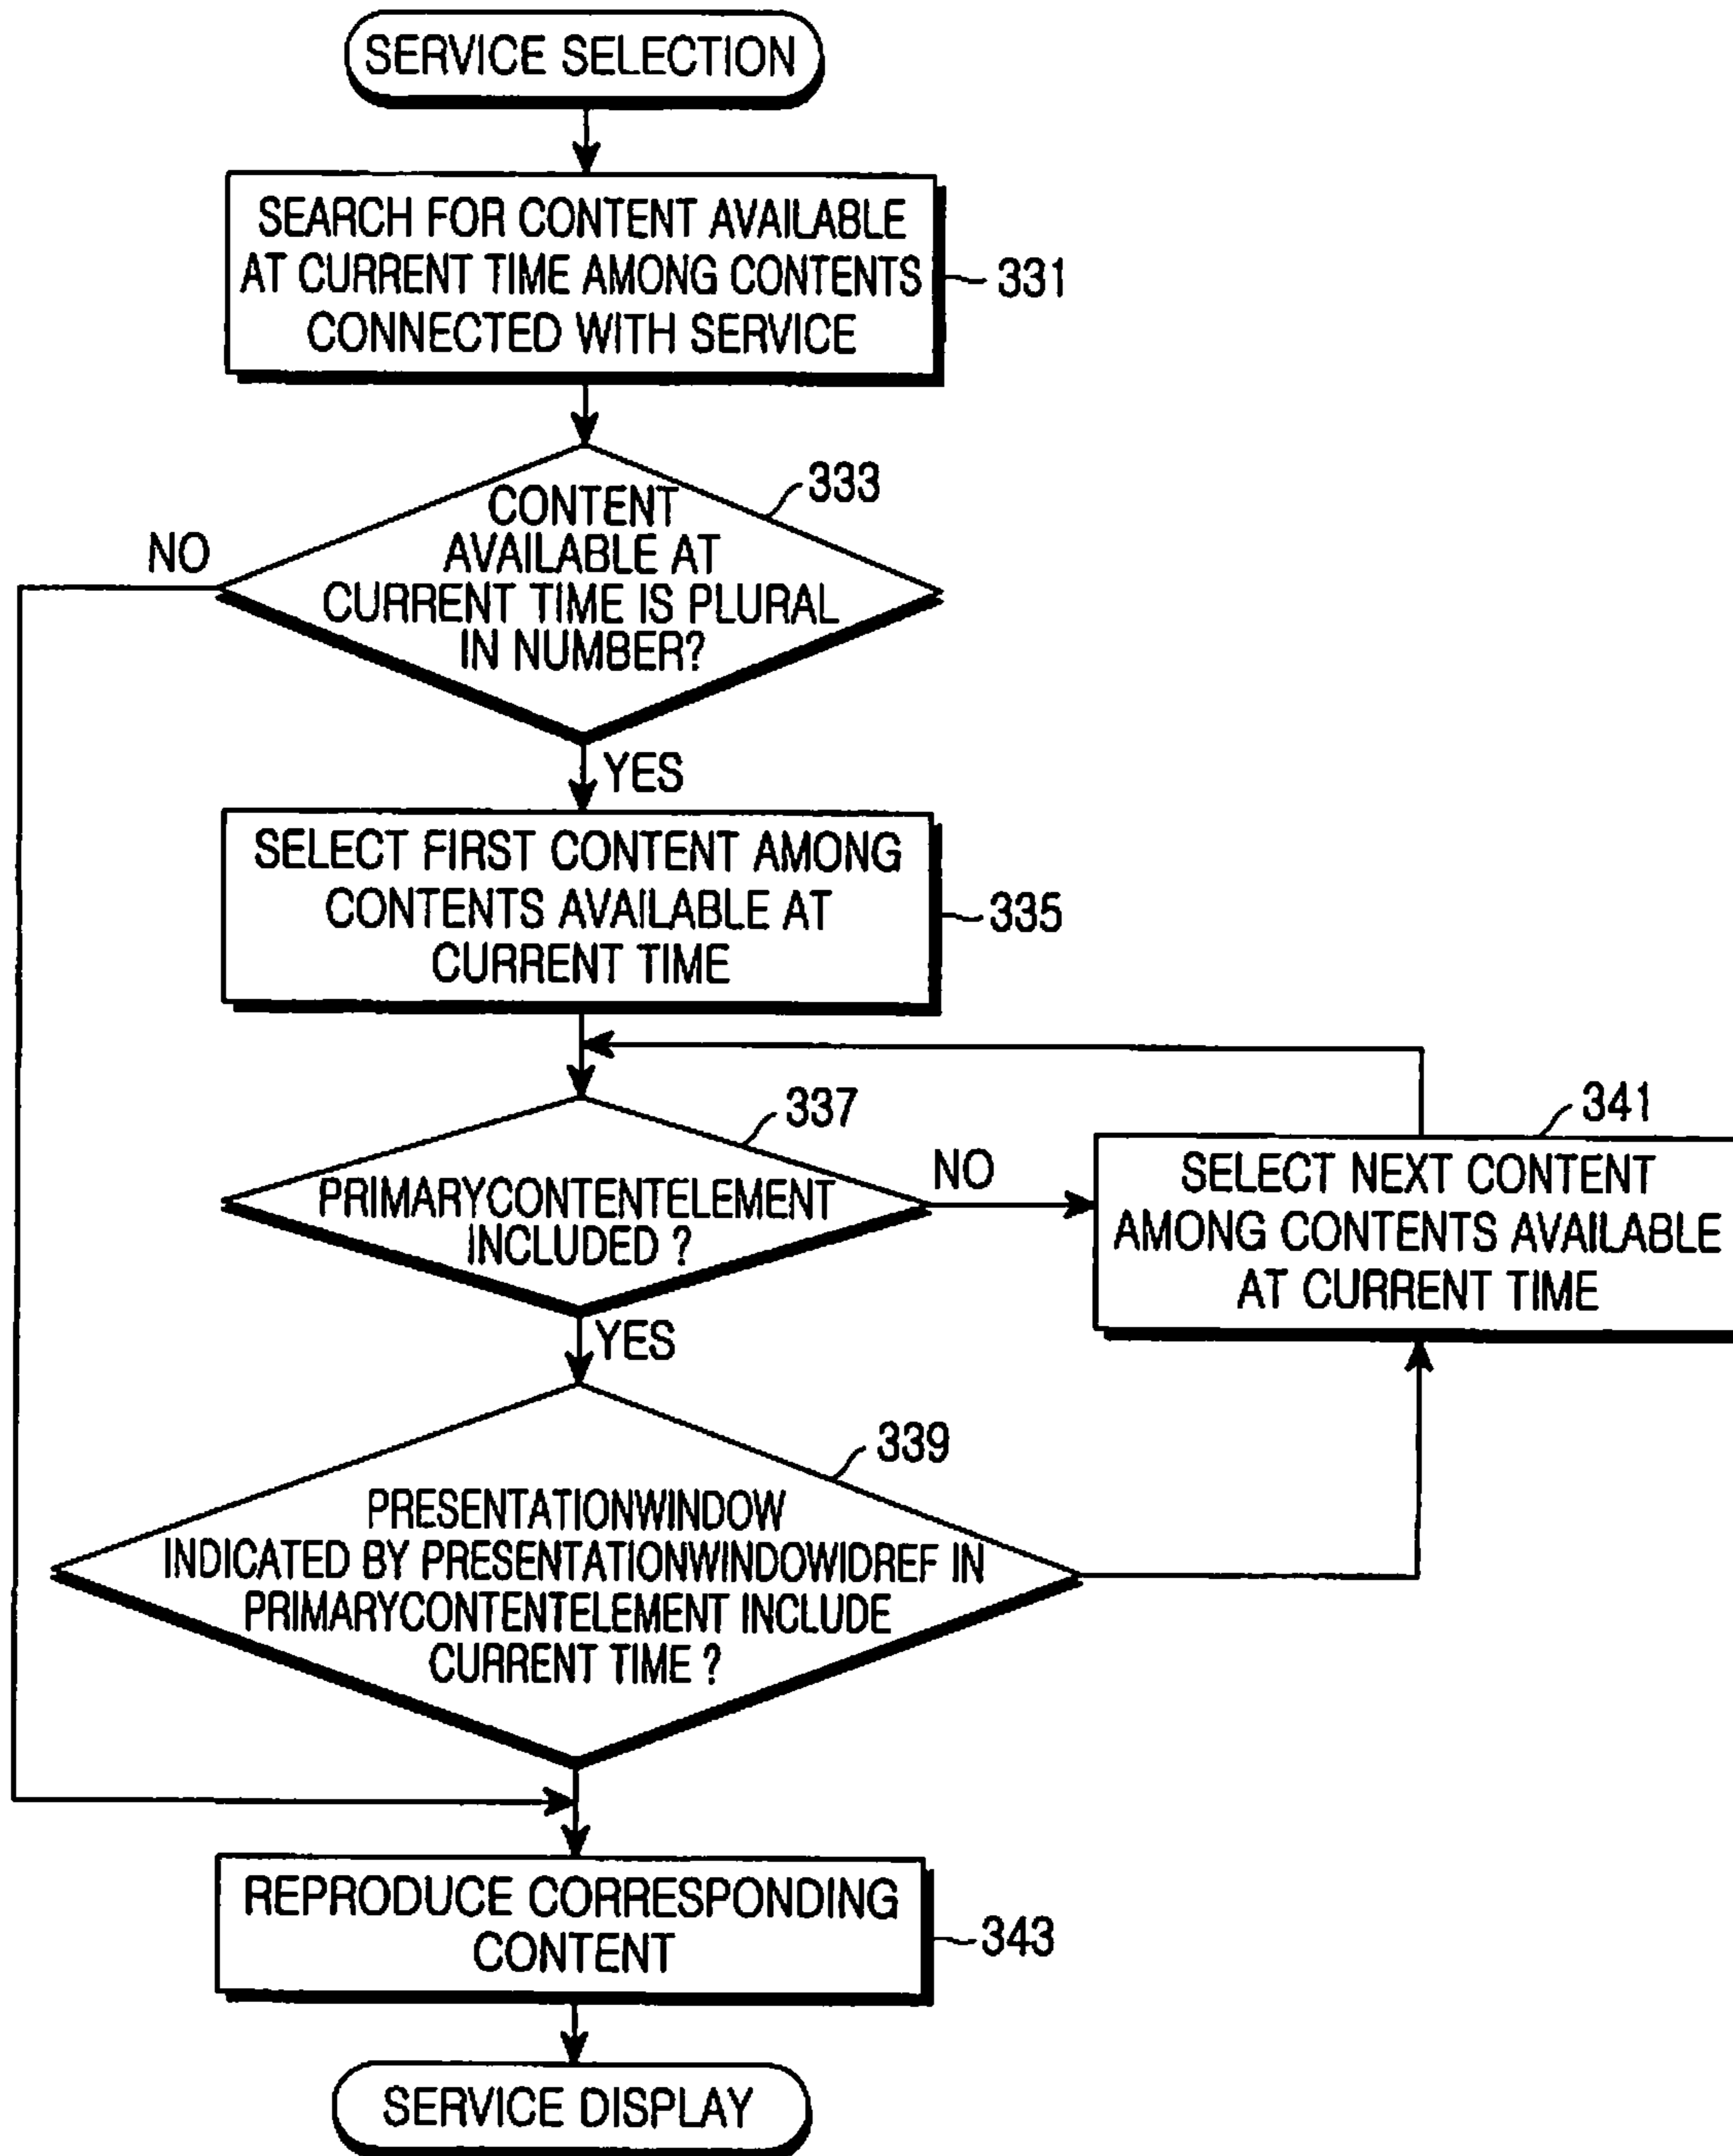 SERVICE SELECTION
SEARCH FOR CONTENT AVAILABLE
AT CURRENT TIME AMONG CONTENTS
CONNECTED WITH SERVICE
331
333
CONTENT
AVAILABLE AT
CURRENT TIME IS PLURAL
IN NUMBER?
NO
YES
SELECT FIRST CONTENT AMONG
CONTENTS AVAILABLE AT
CURRENT TIME
335
337
PRIMARYCONTENTELEMENT
INCLUDED ?
NO
341
SELECT NEXT CONTENT
AMONG CONTENTS AVAILABLE
AT CURRENT TIME
YES
339
PRESENTATIONWINDOW
INDICATED BY PRESENTATIONWINDOWIDREF IN
PRIMARYCONTENTELEMENT INCLUDE
CURRENT TIME ?
REPRODUCE CORRESPONDING
CONTENT
343
SERVICE DISPLAY